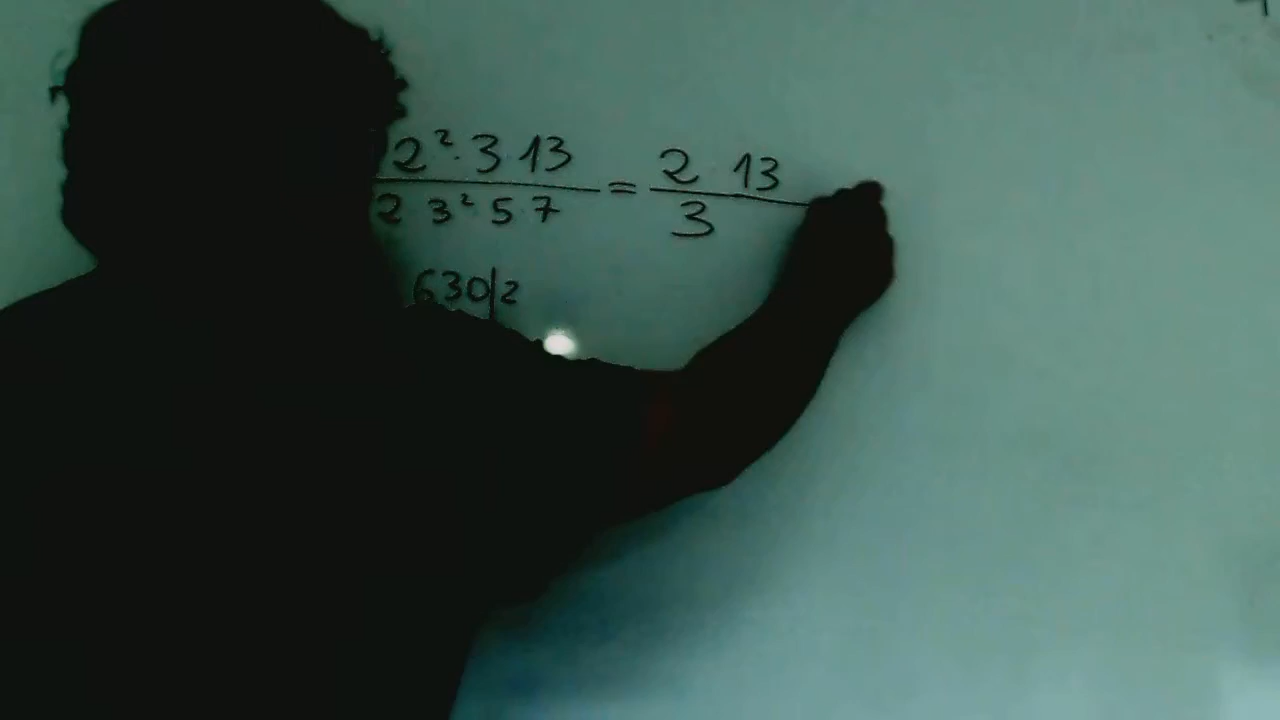 2²·3·13 / 2 3² 5·7 = 2 13 / 3
630|2